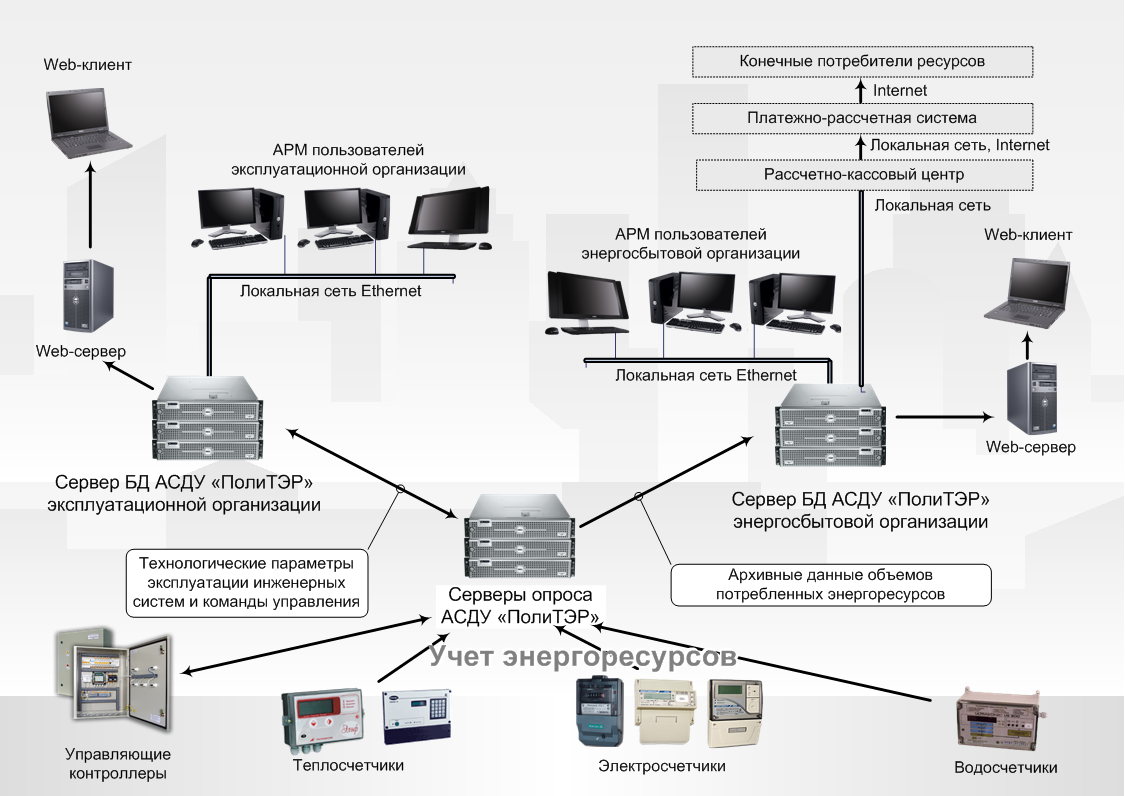 Web-клиент
АРМ пользователей
эксплуатационной организации
Локальная сеть Ethernet
Web-сервер
Сервер БД АСДУ «ПолиТЭР»
эксплуатационной организации
Конечные потребители ресурсов
Internet
Платежно-рассчетная система
Локальная сеть, Internet
Рассчетно-кассовый центр
Локальная сеть
АРМ пользователей
энергосбытовой организации
Локальная сеть Ethernet
Web-клиент
Web-сервер
Сервер БД АСДУ «ПолиТЭР»
энергосбытовой организации
Технологические параметры
эксплуатации инженерных
систем и команды управления
Архивные данные объемов
потребленных энергоресурсов
Серверы опроса
АСДУ «ПолиТЭР»
Учет энергоресурсов
Управляющие
контроллеры
Теплосчетчики
Электросчетчики
Водосчетчики